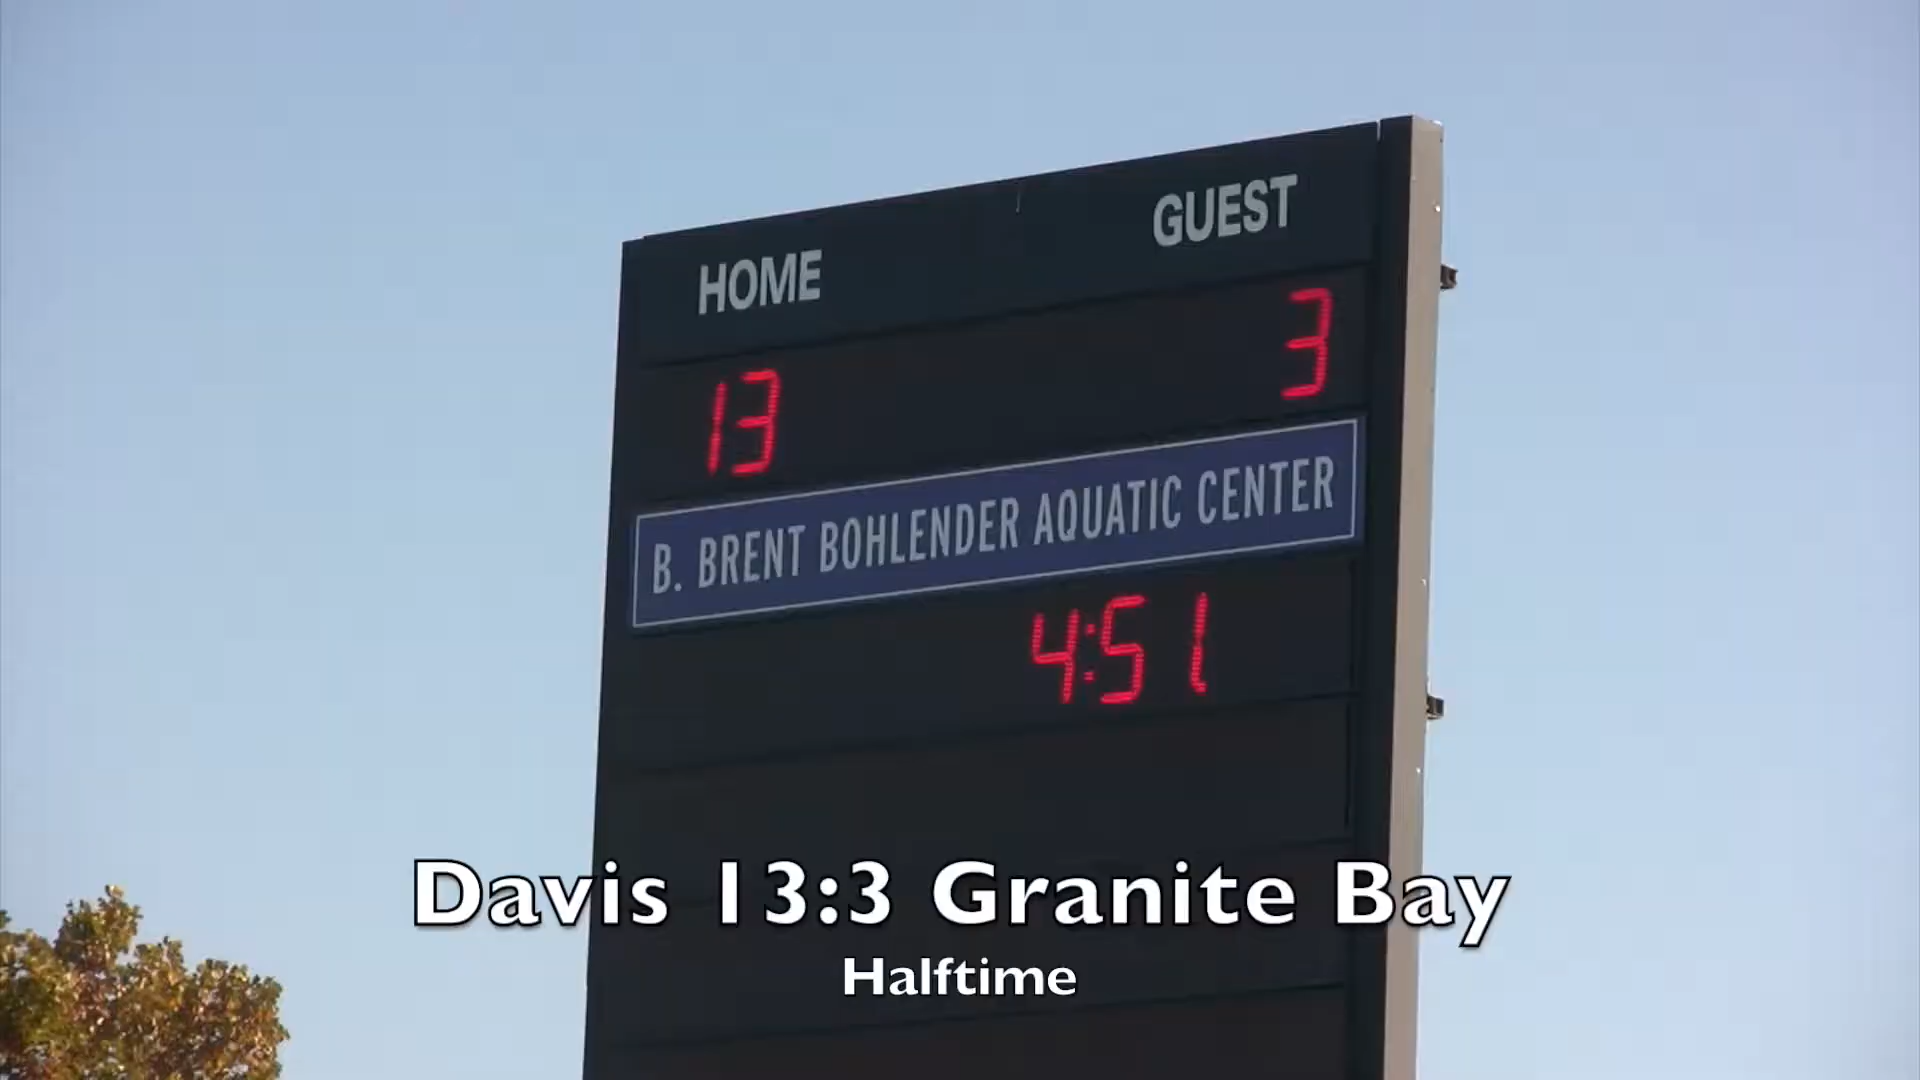 HOME GUEST
13 3
B. BRENT BOHLENDER AQUATIC CENTER
4:51
Davis 13:3 Granite Bay
Halftime